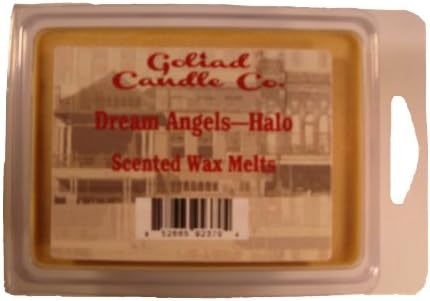 Goliad
Candle Co.
Dream Angels—Halo
Scented Wax Melts